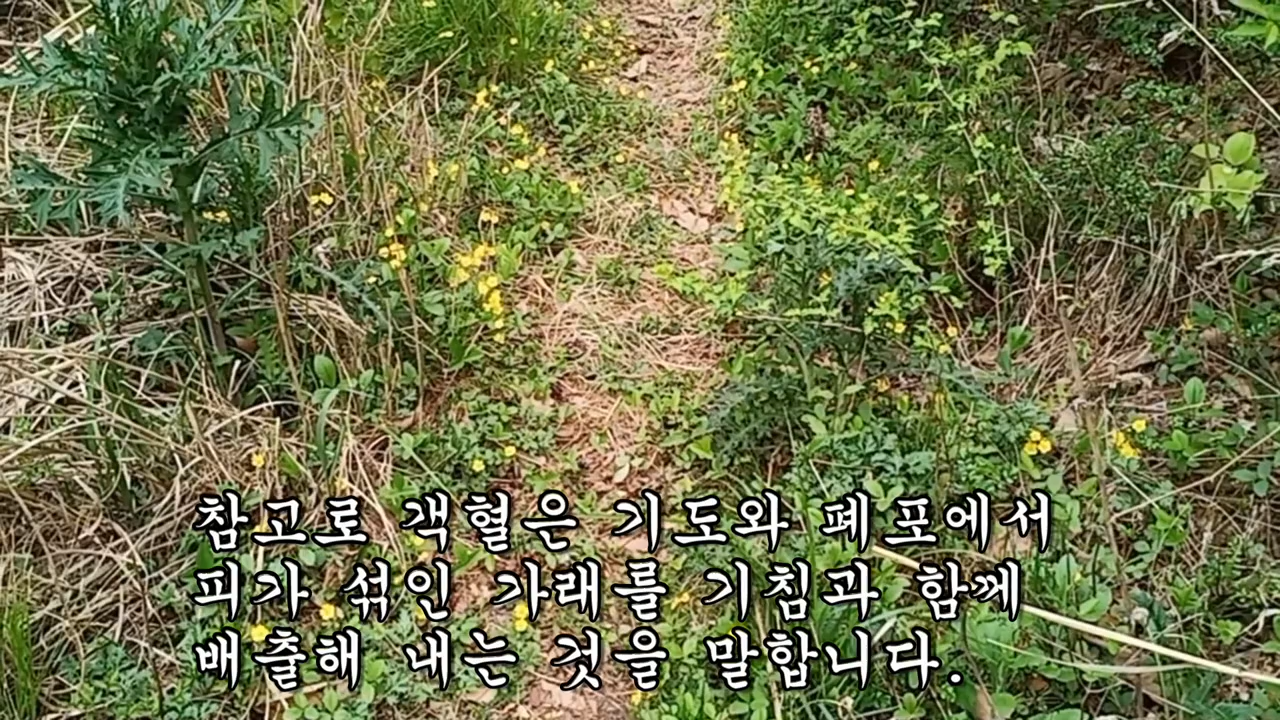 참고로 객혈은 기도와 폐포에서
피가 섞인 가래를 기침과 함께
배출해 내는 것을 말합니다.